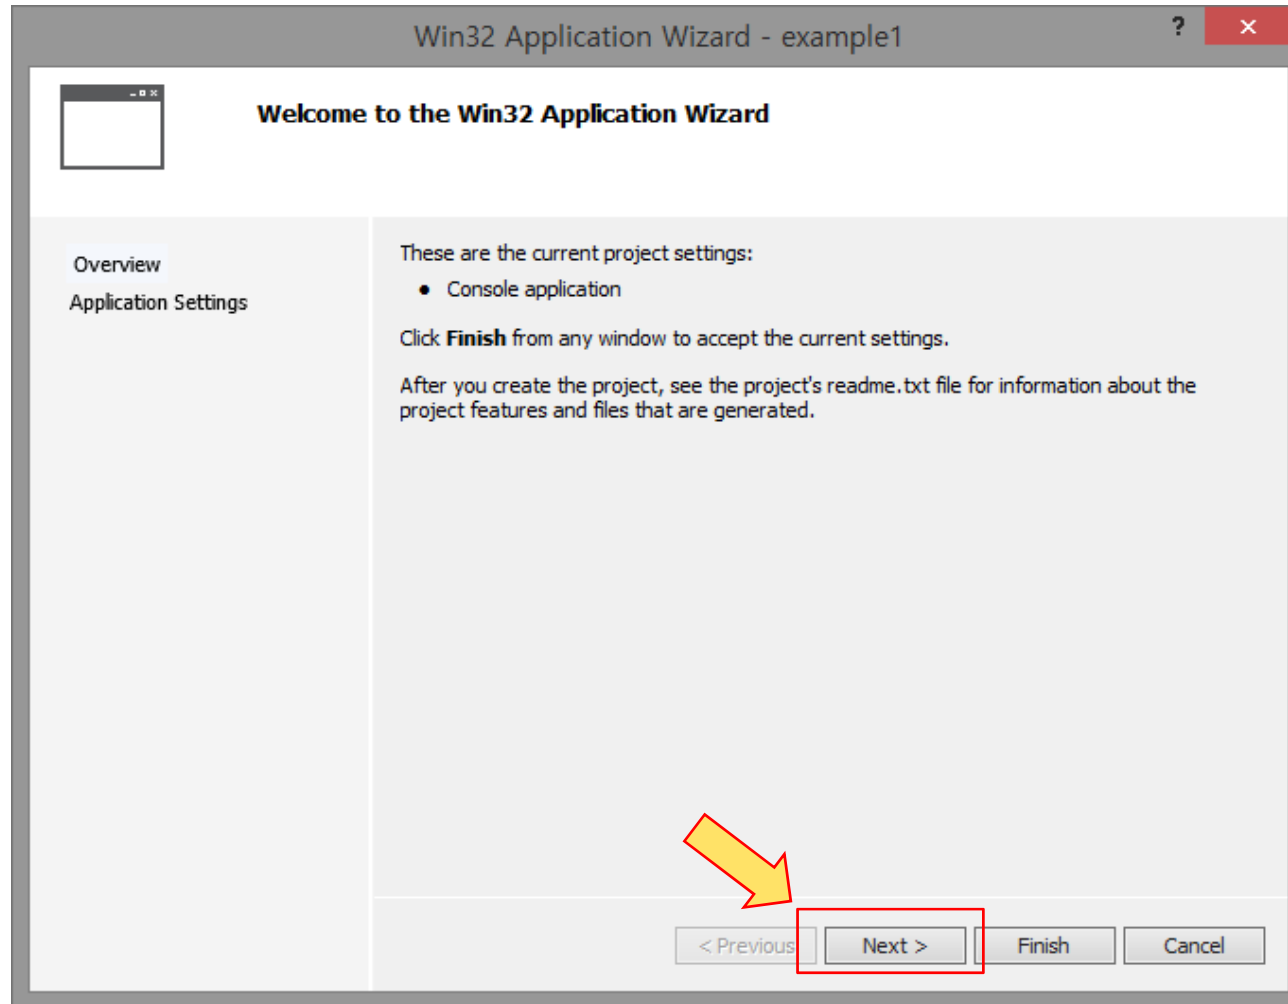 Win32 Application Wizard - example1
?
Welcome to the Win32 Application Wizard
Overview
Application Settings
These are the current project settings:
• Console application
Click Finish from any window to accept the current settings.
After you create the project, see the project's readme.txt file for information about the
project features and files that are generated.
< Previous
Next >
Finish
Cancel